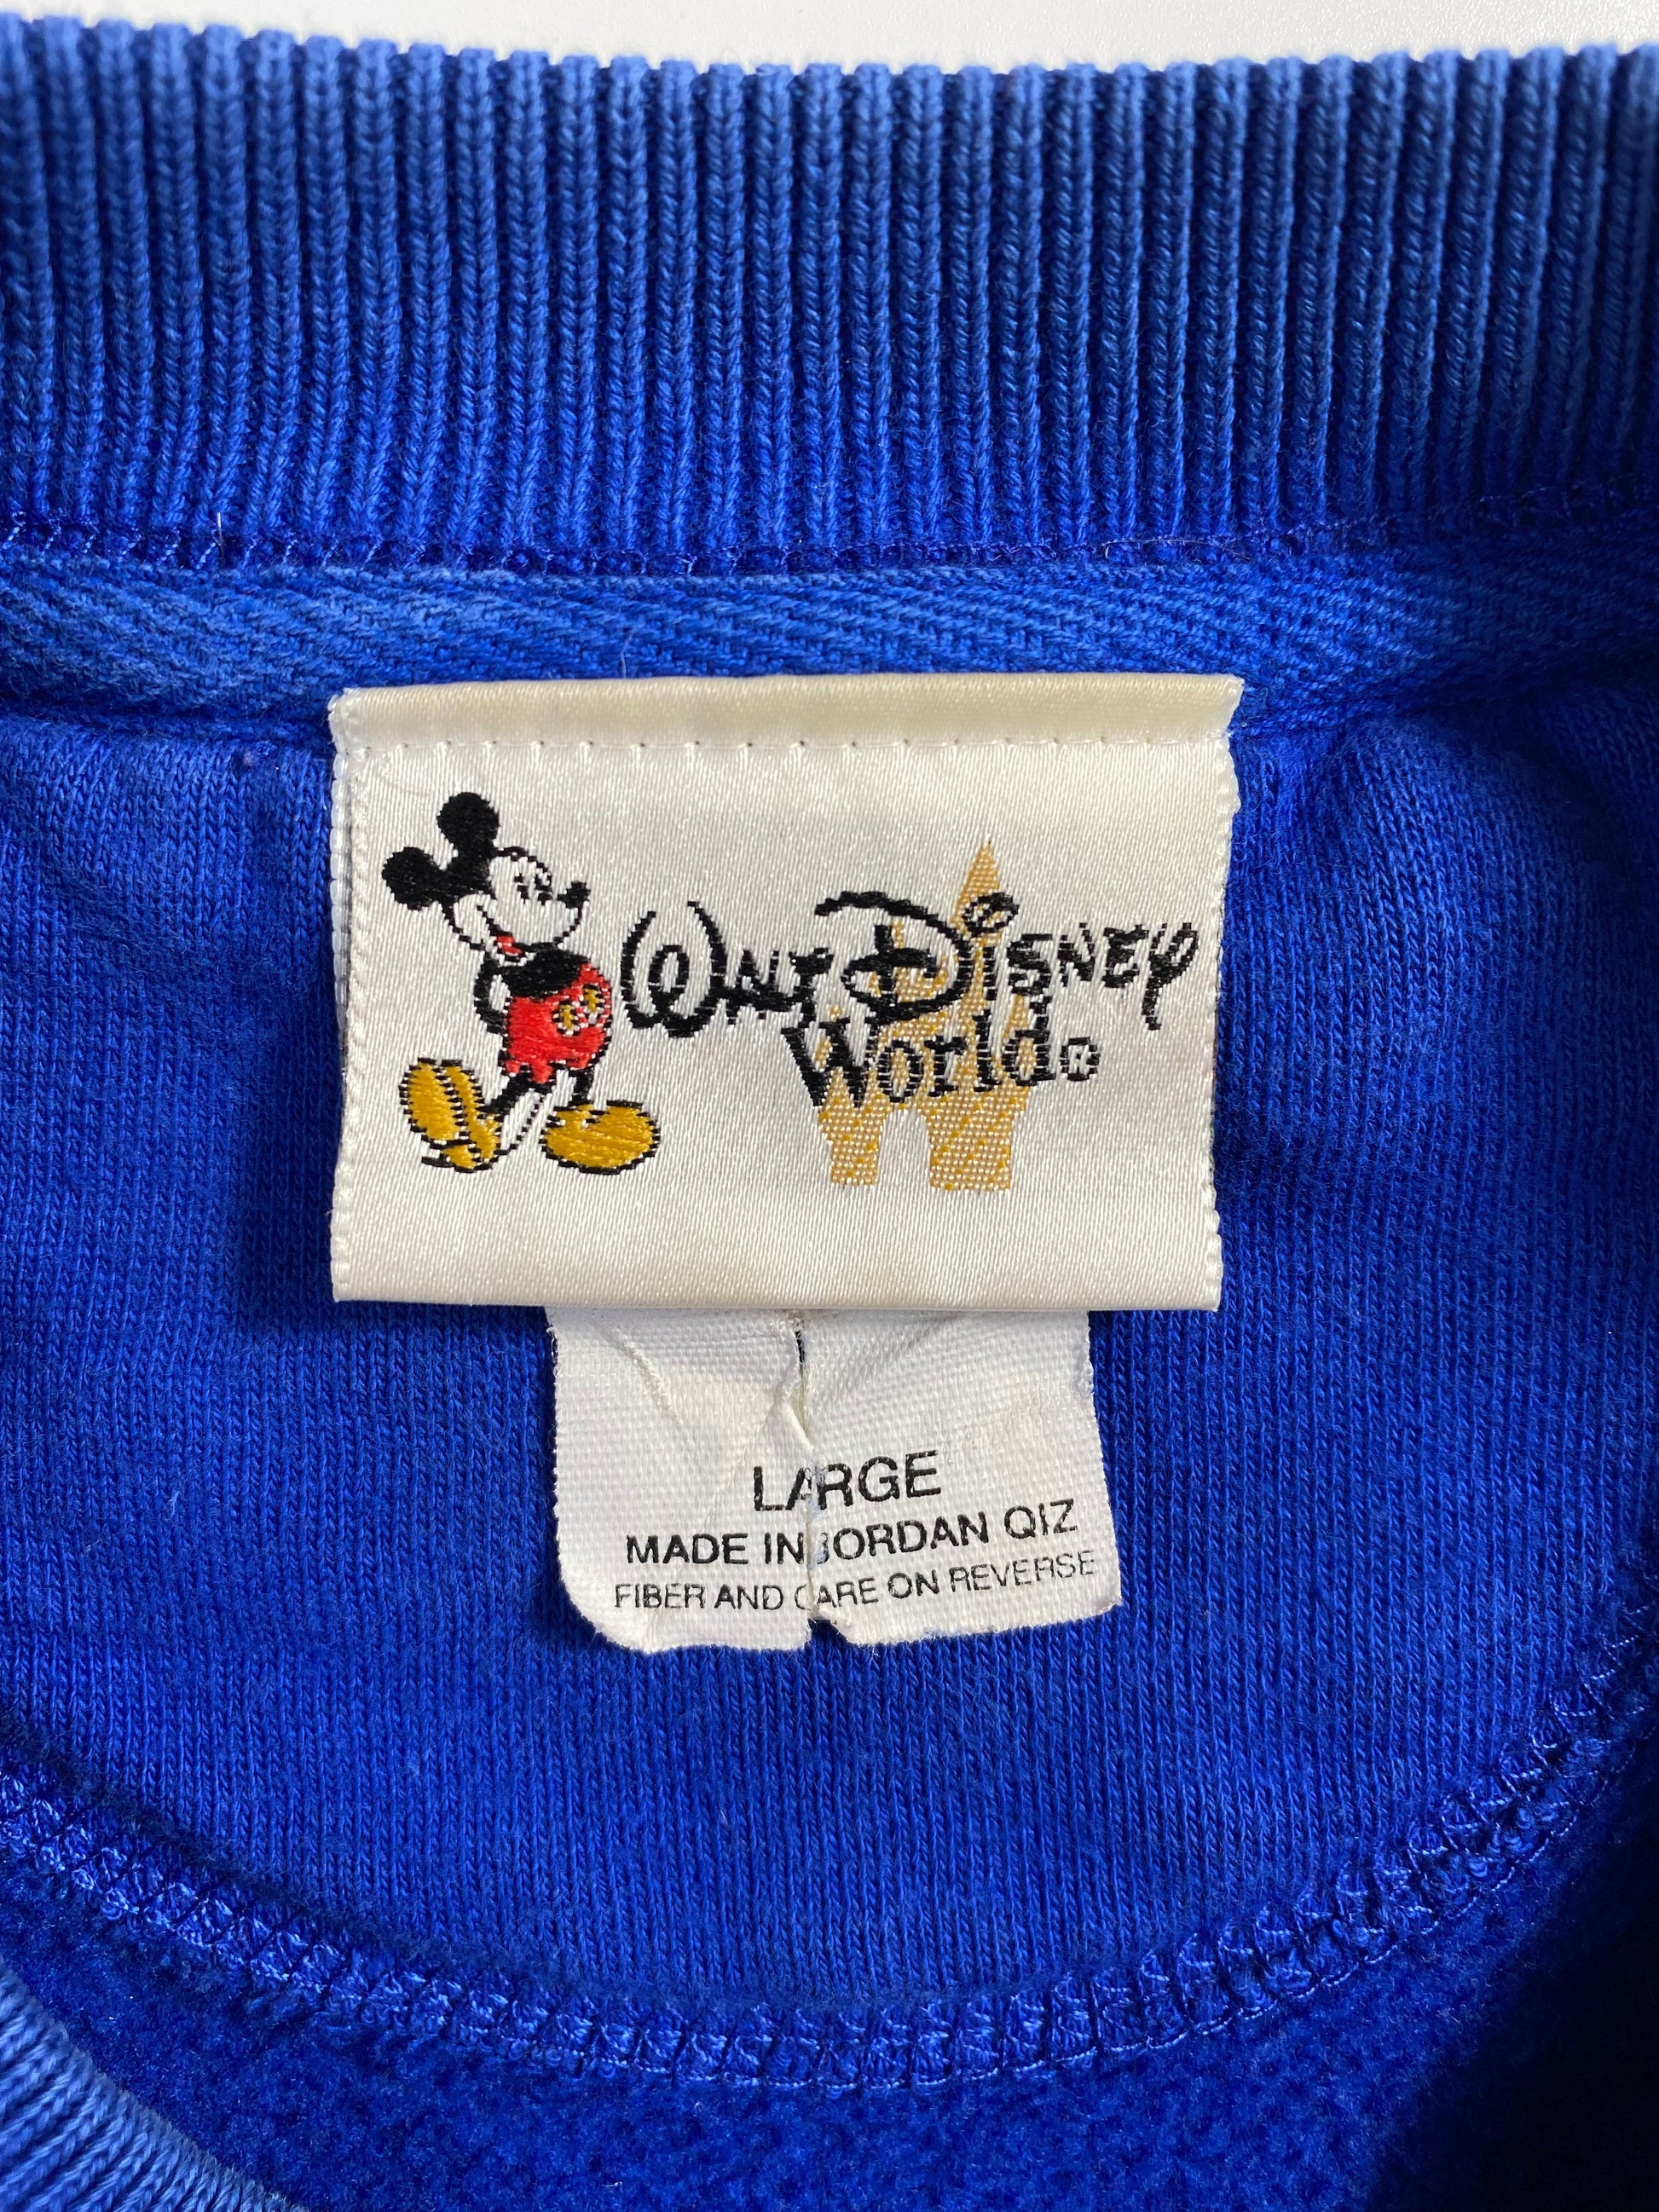 Walt Disney
World®
LARGE
MADE IN JORDAN QIZ
FIBER AND CARE ON REVERSE